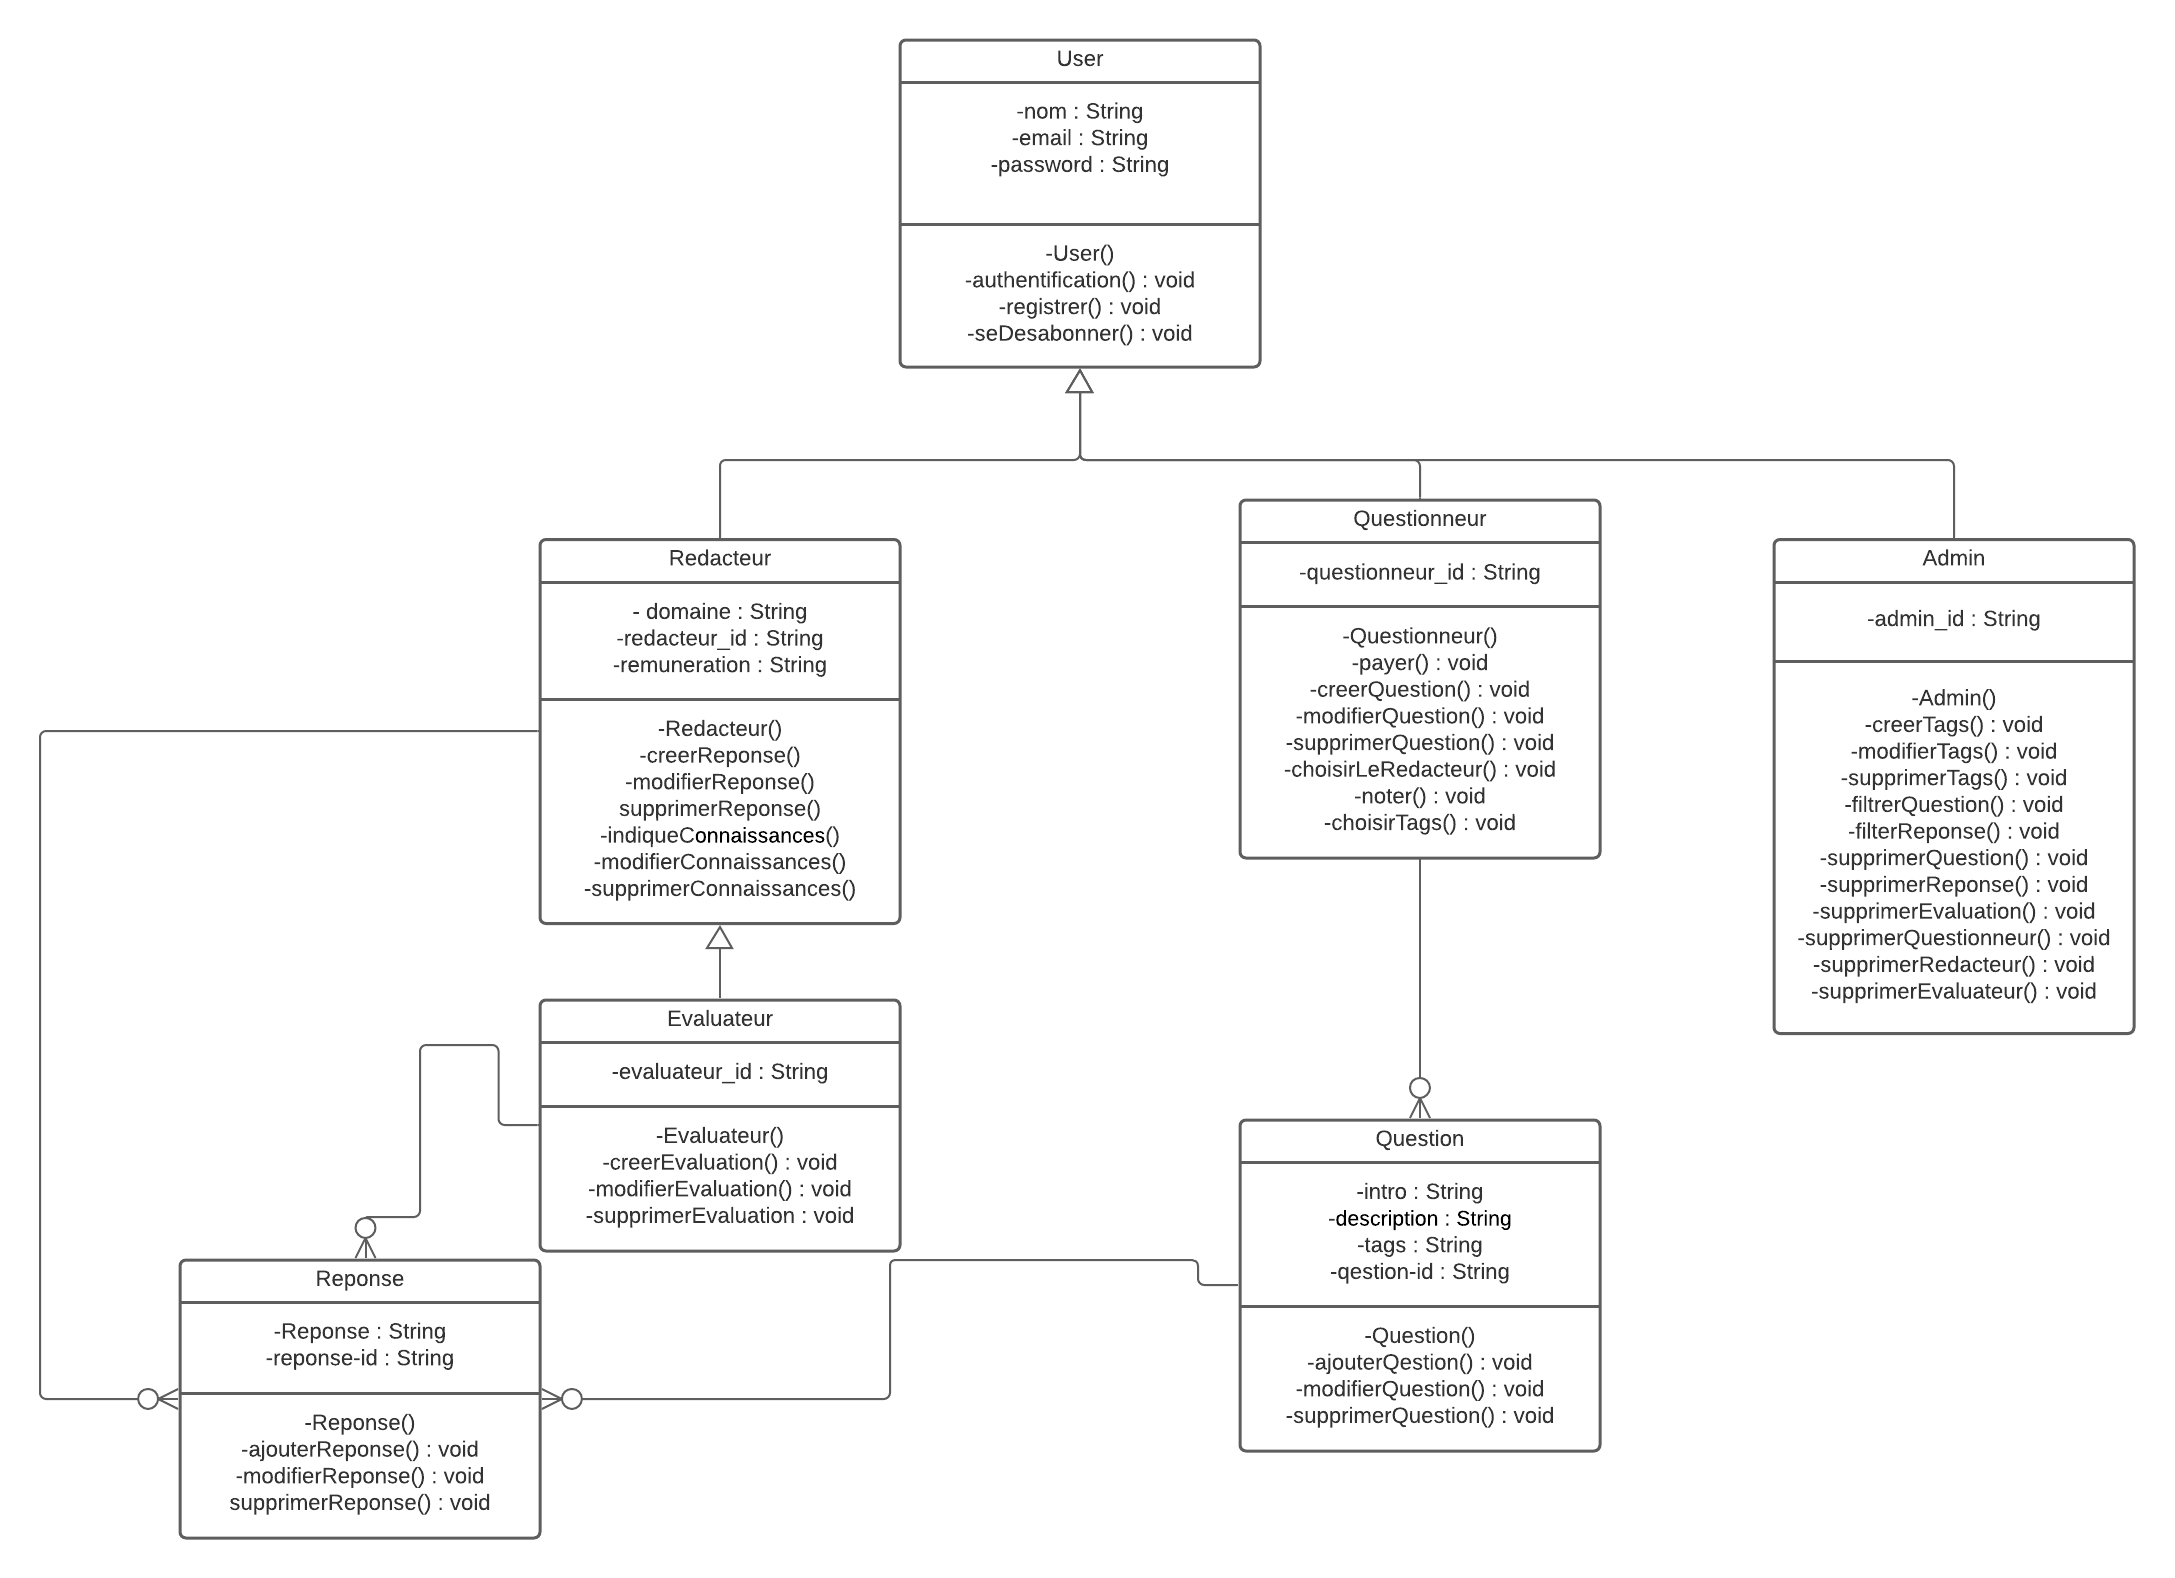 User
-nom : String
-email : String
-password : String
-User()
-authentification() : void
-registrer() : void
-seDesabonner() : void
Redacteur
- domaine : String
-redacteur_id : String
-remuneration : String
-Redacteur()
-creerReponse()
-modifierReponse()
supprimerReponse()
-indiqueConnaissances()
-modifierConnaissances()
-supprimerConnaissances()
Questionneur
-questionneur_id : String
-Questionneur()
-payer() : void
-creerQuestion() : void
-modifierQuestion() : void
-supprimerQuestion() : void
-choisirLeRedacteur() : void
-noter() : void
-choisirTags() : void
Admin
-admin_id : String
-Admin()
-creerTags() : void
-modifierTags() : void
-supprimerTags() : void
-filtrerQuestion() : void
-filterReponse() : void
-supprimerQuestion() : void
-supprimerReponse() : void
-supprimerEvaluation() : void
-supprimerQuestionneur() : void
-supprimerRedacteur() : void
-supprimerEvaluateur() : void
Evaluateur
-evaluateur_id : String
-Evaluateur()
-creerEvaluation() : void
-modifierEvaluation() : void
-supprimerEvaluation : void
Question
-intro : String
-description : String
-tags : String
-qestion-id : String
-Question()
-ajouterQestion() : void
-modifierQuestion() : void
-supprimerQuestion() : void
Reponse
-Reponse : String
-reponse-id : String
-Reponse()
-ajouterReponse() : void
-modifierReponse() : void
supprimerReponse() : void